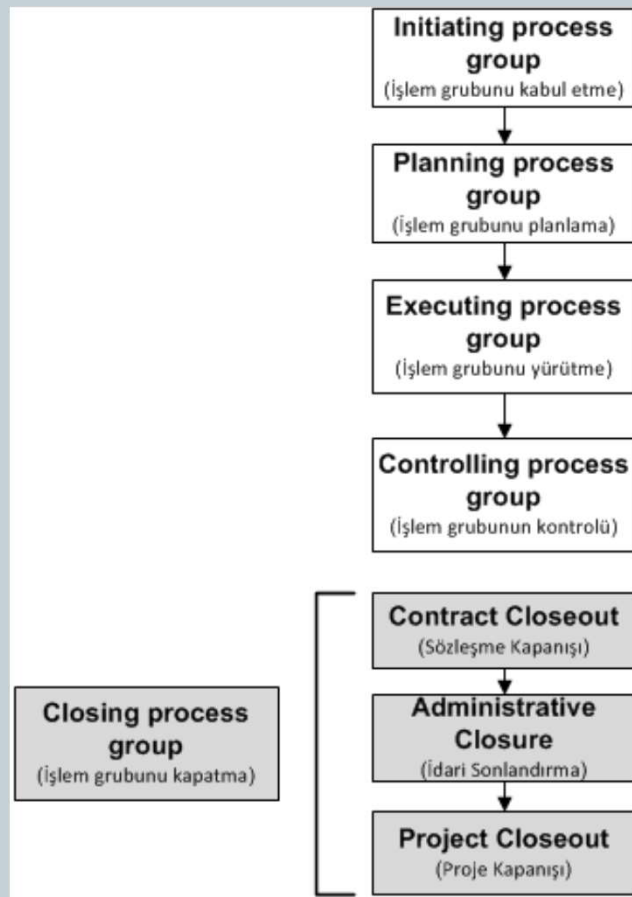 Initiating process
group
(İşlem grubunu kabul etme)
Planning process
group
(İşlem grubunu planlama)
Executing process
group
(İşlem grubunu yürütme)
Controlling process
group
(İşlem grubunun kontrolü)
Closing process
group
(İşlem grubunu kapatma)
Contract Closeout
(Sözleşme Kapanışı)
Administrative
Closure
(İdari Sonlandırma)
Project Closeout
(Proje Kapanışı)